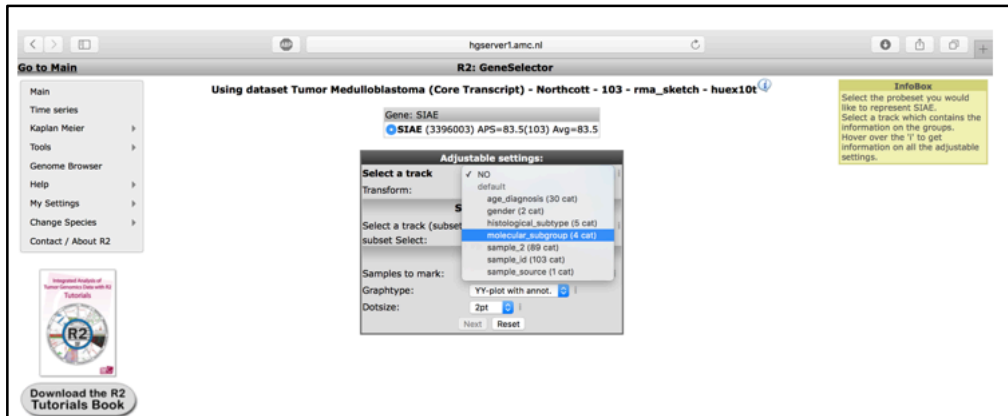 hgserver1.amc.nl
Go to Main
R2: GeneSelector
Main
Time series
Kaplan Meier
Tools
Genome Browser
Help
My Settings
Change Species
Contact / About R2
Using dataset Tumor Medulloblastoma (Core Transcript) - Northcott - 103 - rma_sketch - huex10t
Gene: SIAE
SIAE (3396003) APS=83.5(103) Avg=83.5
Adjustable settings:
Select a track
✓ NO
Transform:
default
age_diagnosis (30 cat)
gender (2 cat)
S
Select a track (subset
histological_subtype (5 cat)
subset Select:
molecular_subgroup (4 cat)
sample_2 (89 cat)
sample_id (103 cat)
Samples to mark:
sample_source (1 cat)
Graphtype:
YY-plot with annot.
Dotsize:
2pt
Next Reset
InfoBox
Select the probeset you would
like to represent SIAE.
Select a track which contains the
information on the groups.
Hover over the 'i' to get
information on all the adjustable
settings.
Integrated Analysis of
Tumor Genomics Data with R2
Tutorials
R2
Download the R2
Tutorials Book